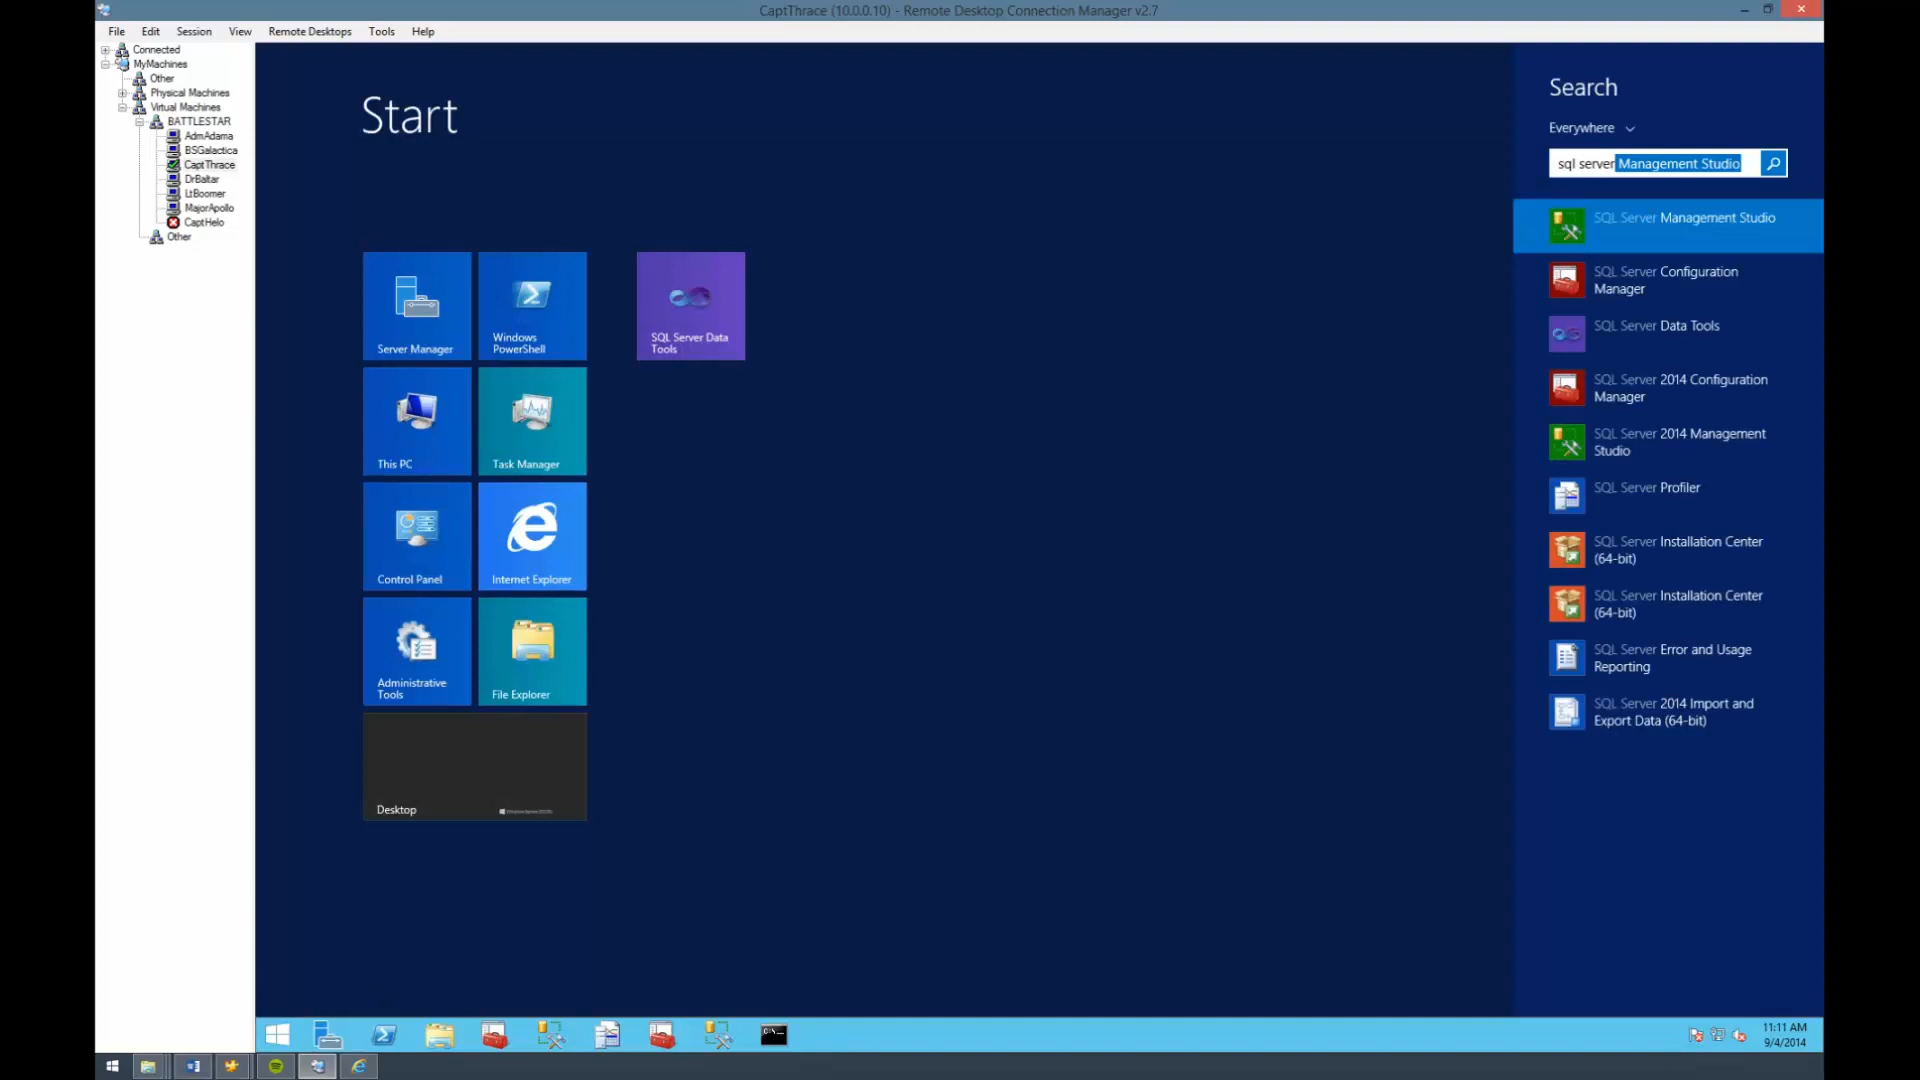 CaptThrace (10.0.0.10) - Remote Desktop Connection Manager v2.7
File Edit Session View Remote Desktops Tools Help
Connected
MyMachines
Other
Physical Machines
Virtual Machines
BATTLESTAR
AdmAdama
BSGalactica
CaptThrace
DrBaltar
LtBoomer
MajorApollo
CaptHelo
Other
Start
Server Manager
Windows
PowerShell
SQL Server Data
Tools
This PC
Task Manager
Control Panel
Internet Explorer
Administrative
Tools
File Explorer
Desktop
Search
Everywhere
sql server Management Studio
SQL Server Management Studio
SQL Server Configuration
Manager
SQL Server Data Tools
SQL Server 2014 Configuration
Manager
SQL Server 2014 Management
Studio
SQL Server Profiler
SQL Server Installation Center
(64-bit)
SQL Server Installation Center
(64-bit)
SQL Server Error and Usage
Reporting
SQL Server 2014 Import and
Export Data (64-bit)
11:11 AM
9/4/2014